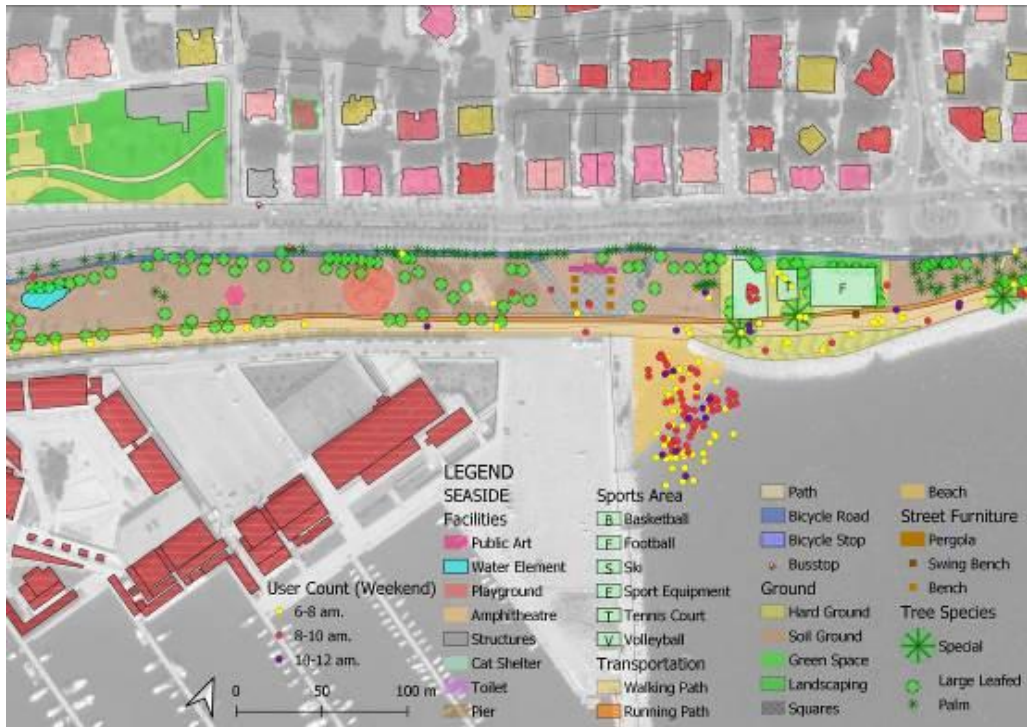 T
F
LEGEND
SEASIDE
Facilities
Public Art
Water Element
Playground
Amphitheatre
Structures
Cat Shelter
Toilet
Pier
User Count (Weekend)
6-8 am.
8-10 am.
10-12 am.
0 50 100 m
Sports Area
B Basketball
F Football
S Ski
E Sport Equipment
T Tennis Court
V Volleyball
Transportation
Walking Path
Running Path
Path
Bicycle Road
Bicycle Stop
Busstop
Ground
Hard Ground
Soil Ground
Green Space
Landscaping
Squares
Beach
Street Furniture
Pergola
Swing Bench
Bench
Tree Species
Special
Large Leafed
Palm